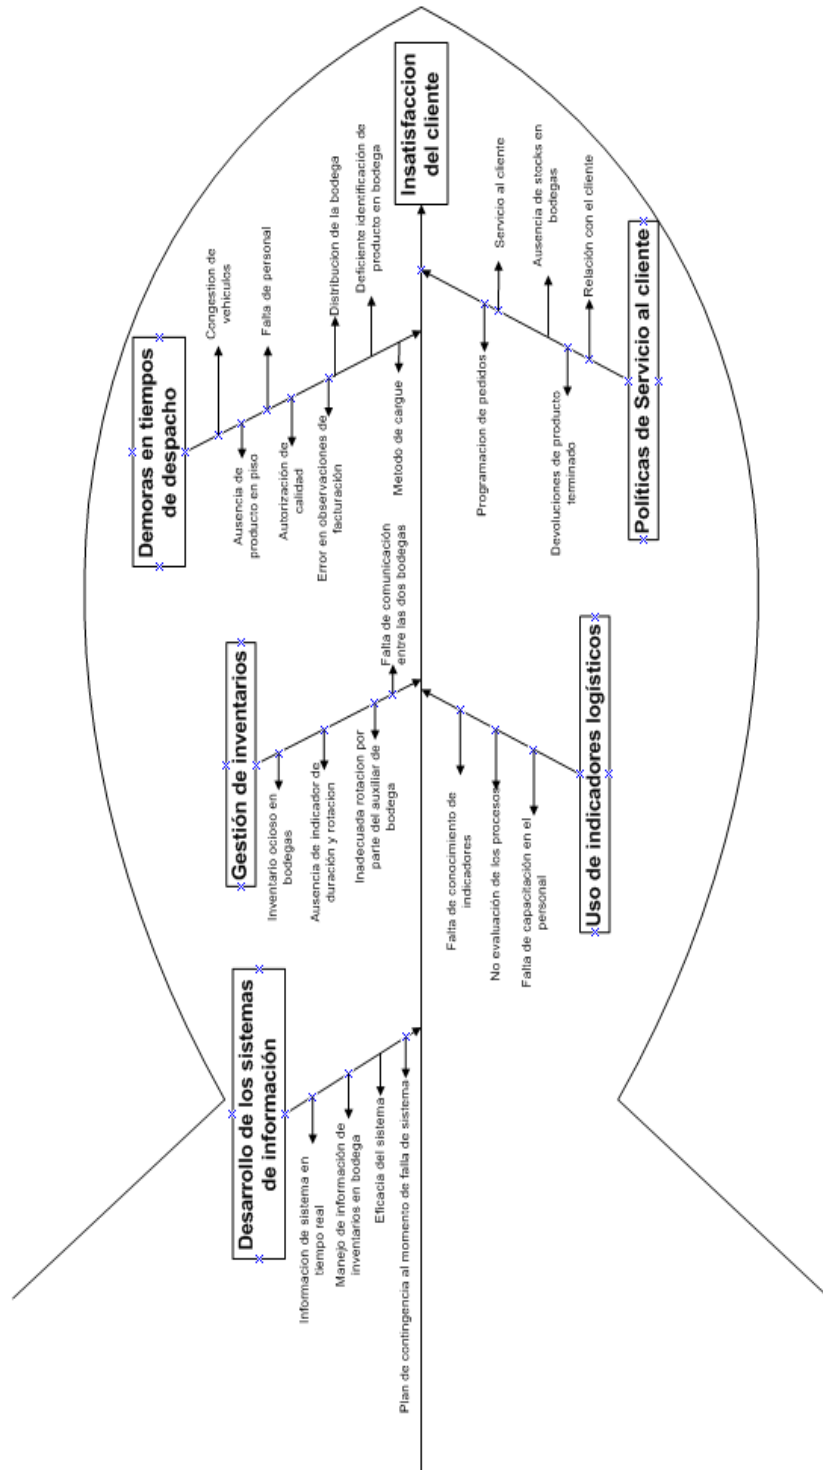 Desarrollo de los sistemas
de información
Informacion de sistema en
tiempo real
Manejo de información de
inventarios en bodega
Eficacia del sistema
Plan de contingencia al momento de falla de sistema
Gestión de inventarios
Inventario ocioso en
bodegas
Ausencia de indicador de
duración y rotacion
Inadecuada rotacion por
parte del auxiliar de
bodega
Falta de comunicación
entre las dos bodegas
Demoras en tiempos
de despacho
Congestion de
vehiculos
Ausencia de
producto en piso
Falta de personal
Autorización de
calidad
Error en observaciones de
facturación
Distribucion de la bodega
Deficiente identificación de
producto en bodega
Metodo de cargue
Insatisfaccion
del cliente
Falta de conocimiento de
indicadores
No evaluación de los procesos
Falta de capacitación en el
personal
Uso de indicadores logísticos
Programacion de pedidos
Servicio al cliente
Ausencia de stocks en
bodegas
Devoluciones de producto
terminado
Relación con el cliente
Políticas de Servicio al cliente